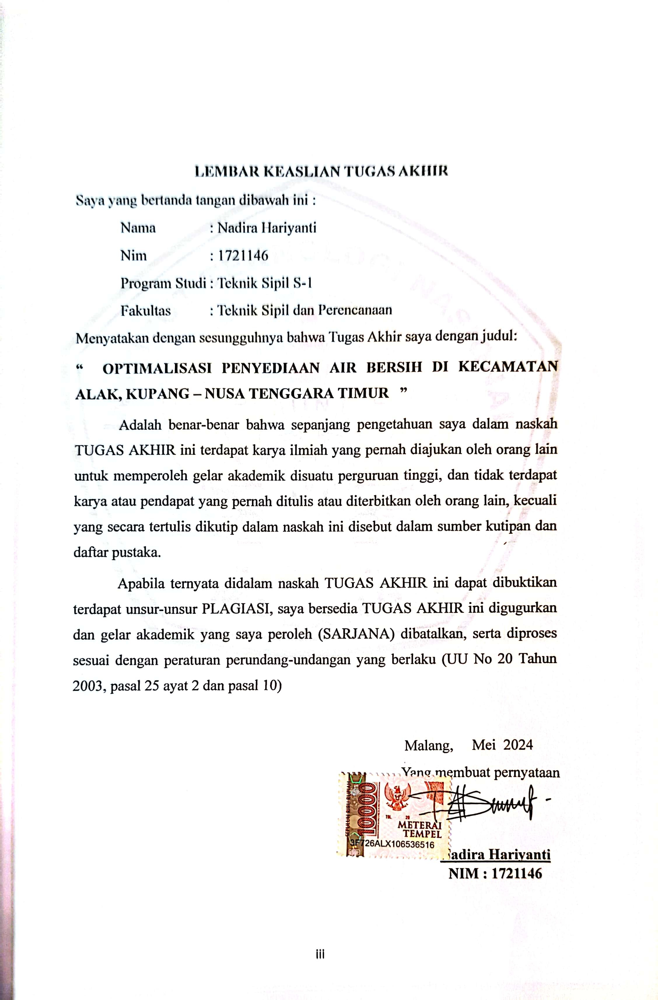 LEMBAR KEASLIAN TUGAS AKHIR
Saya yang bertanda tangan dibawah ini :
Nama : Nadira Hariyanti
Nim : 1721146
Program Studi : Teknik Sipil S-1
Fakultas : Teknik Sipil dan Perencanaan
Menyatakan dengan sesungguhnya bahwa Tugas Akhir saya dengan judul:
“ OPTIMALISASI PENYEDIAAN AIR BERSIH DI KECAMATAN
ALAK, KUPANG – NUSA TENGGARA TIMUR ”
Adalah benar-benar bahwa sepanjang pengetahuan saya dalam naskah
TUGAS AKHIR ini terdapat karya ilmiah yang pernah diajukan oleh orang lain
untuk memperoleh gelar akademik disuatu perguruan tinggi, dan tidak terdapat
karya atau pendapat yang pernah ditulis atau diterbitkan oleh orang lain, kecuali
yang secara tertulis dikutip dalam naskah ini disebut dalam sumber kutipan dan
daftar pustaka.
Apabila ternyata didalam naskah TUGAS AKHIR ini dapat dibuktikan
terdapat unsur-unsur PLAGIASI, saya bersedia TUGAS AKHIR ini digugurkan
dan gelar akademik yang saya peroleh (SARJANA) dibatalkan, serta diproses
sesuai dengan peraturan perundang-undangan yang berlaku (UU No 20 Tahun
2003, pasal 25 ayat 2 dan pasal 10)
Malang, Mei 2024
Yang membuat pernyataan
SEPULUH RIBU RUPIAH
10000
TGL. 20
METERAI
TEMPEL
3F726ALX106536516
adira Hariyanti
NIM : 1721146
iii